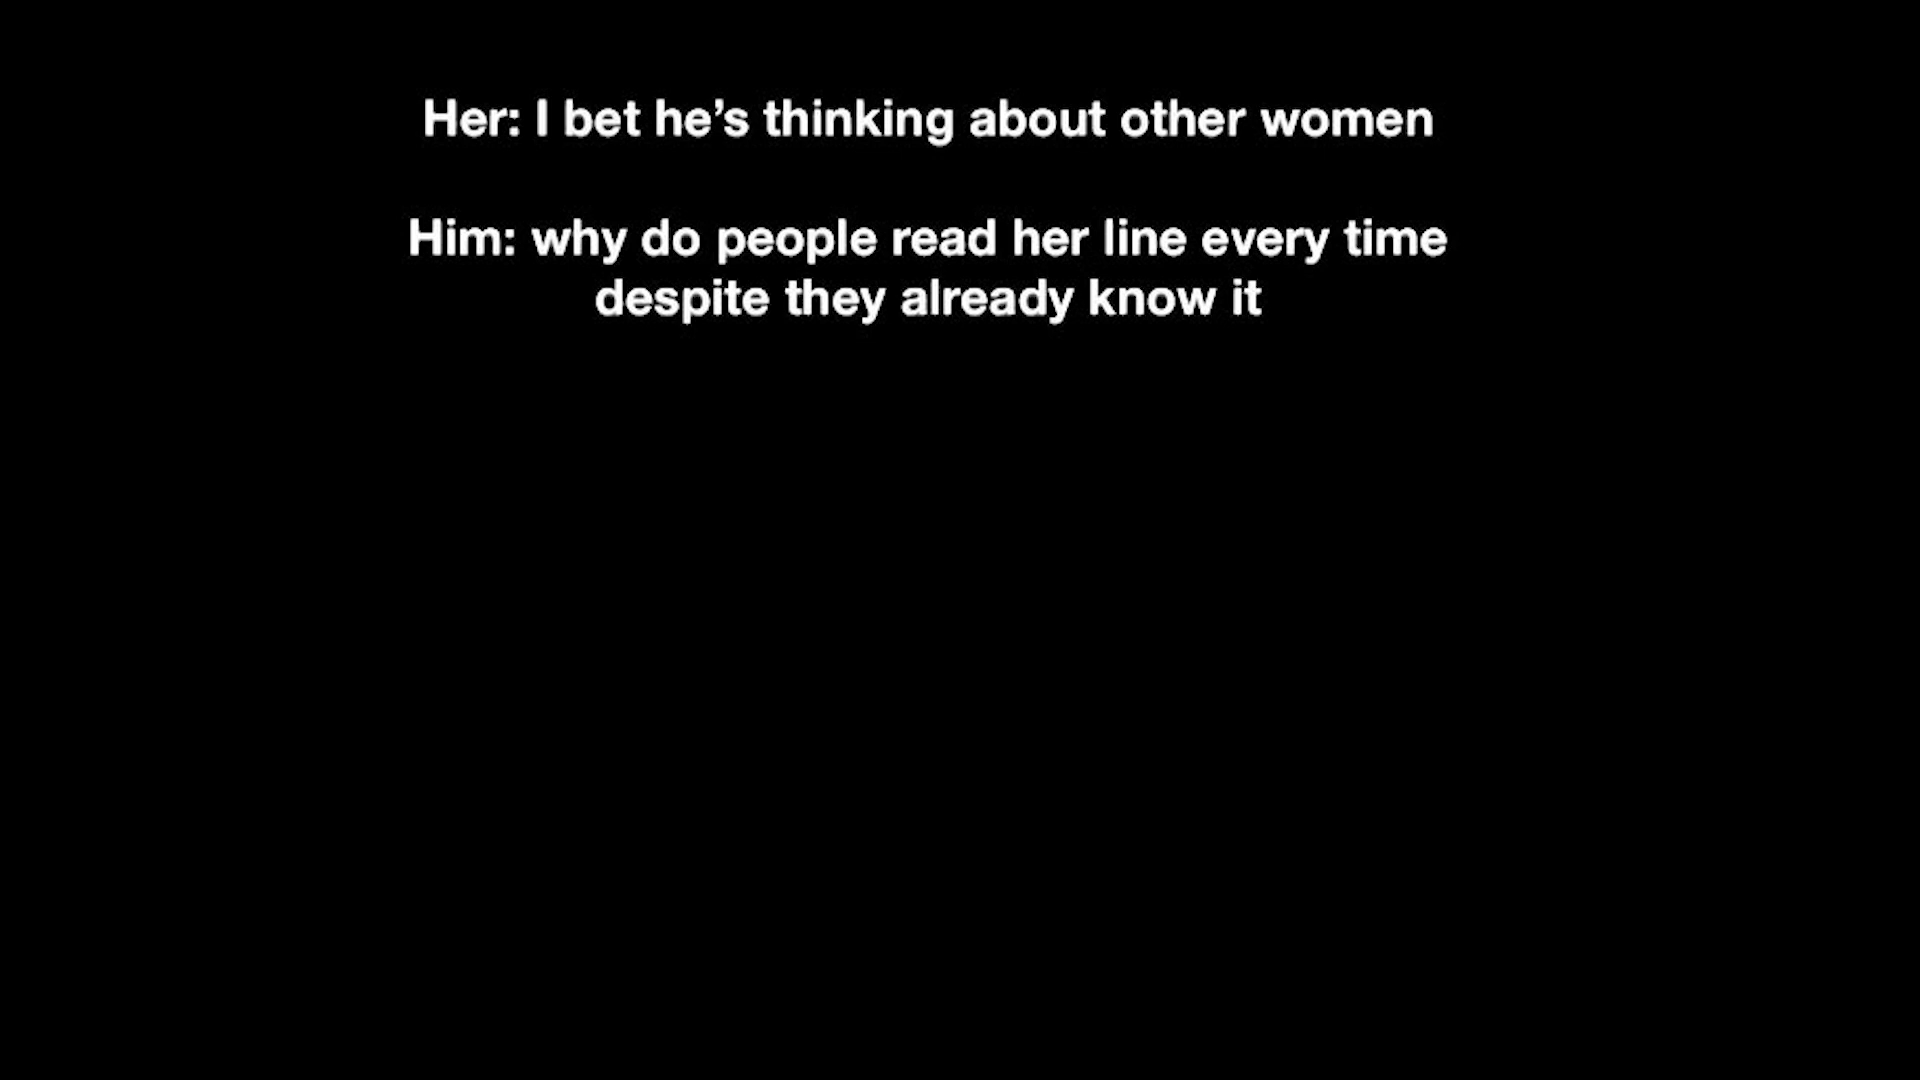 Her: I bet he’s thinking about other women
Him: why do people read her line every time
despite they already know it